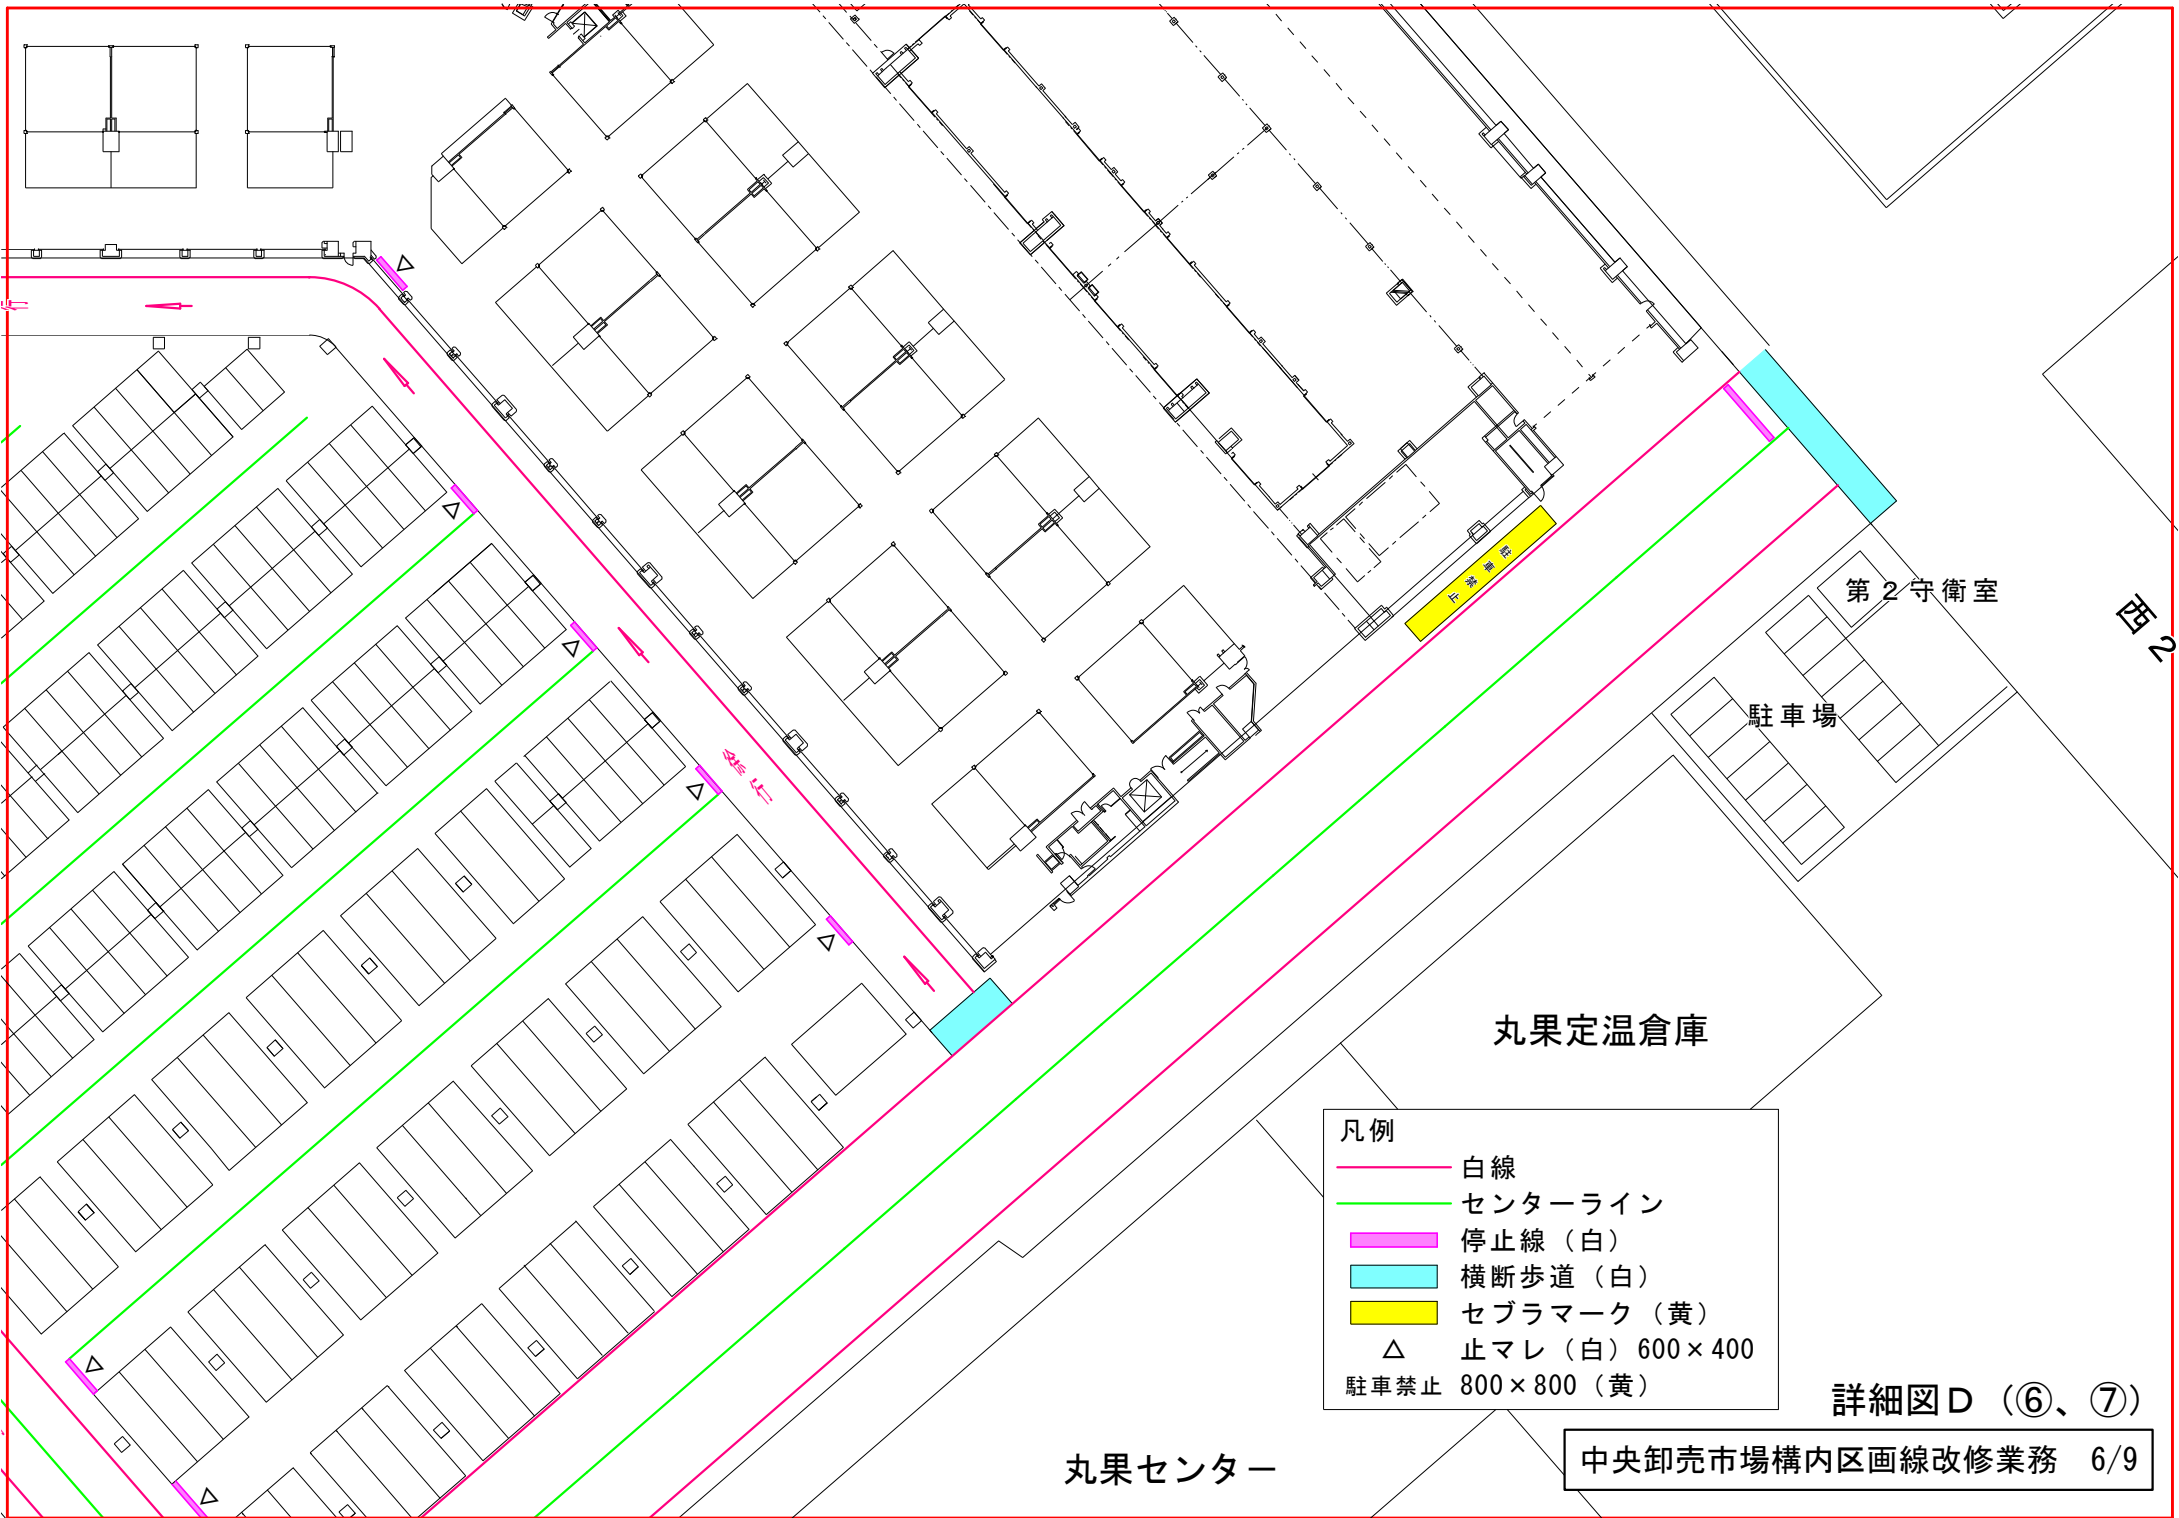 駐車禁止
第２守衛室
西２
駐車場
丸果定温倉庫
凡例
白線
センターライン
停止線（白）
横断歩道（白）
セブラマーク（黄）
△ 止マレ（白）600×400
駐車禁止 800×800（黄）
詳細図Ｄ（⑥、⑦）
丸果センター
中央卸売市場構内区画線改修業務 6/9